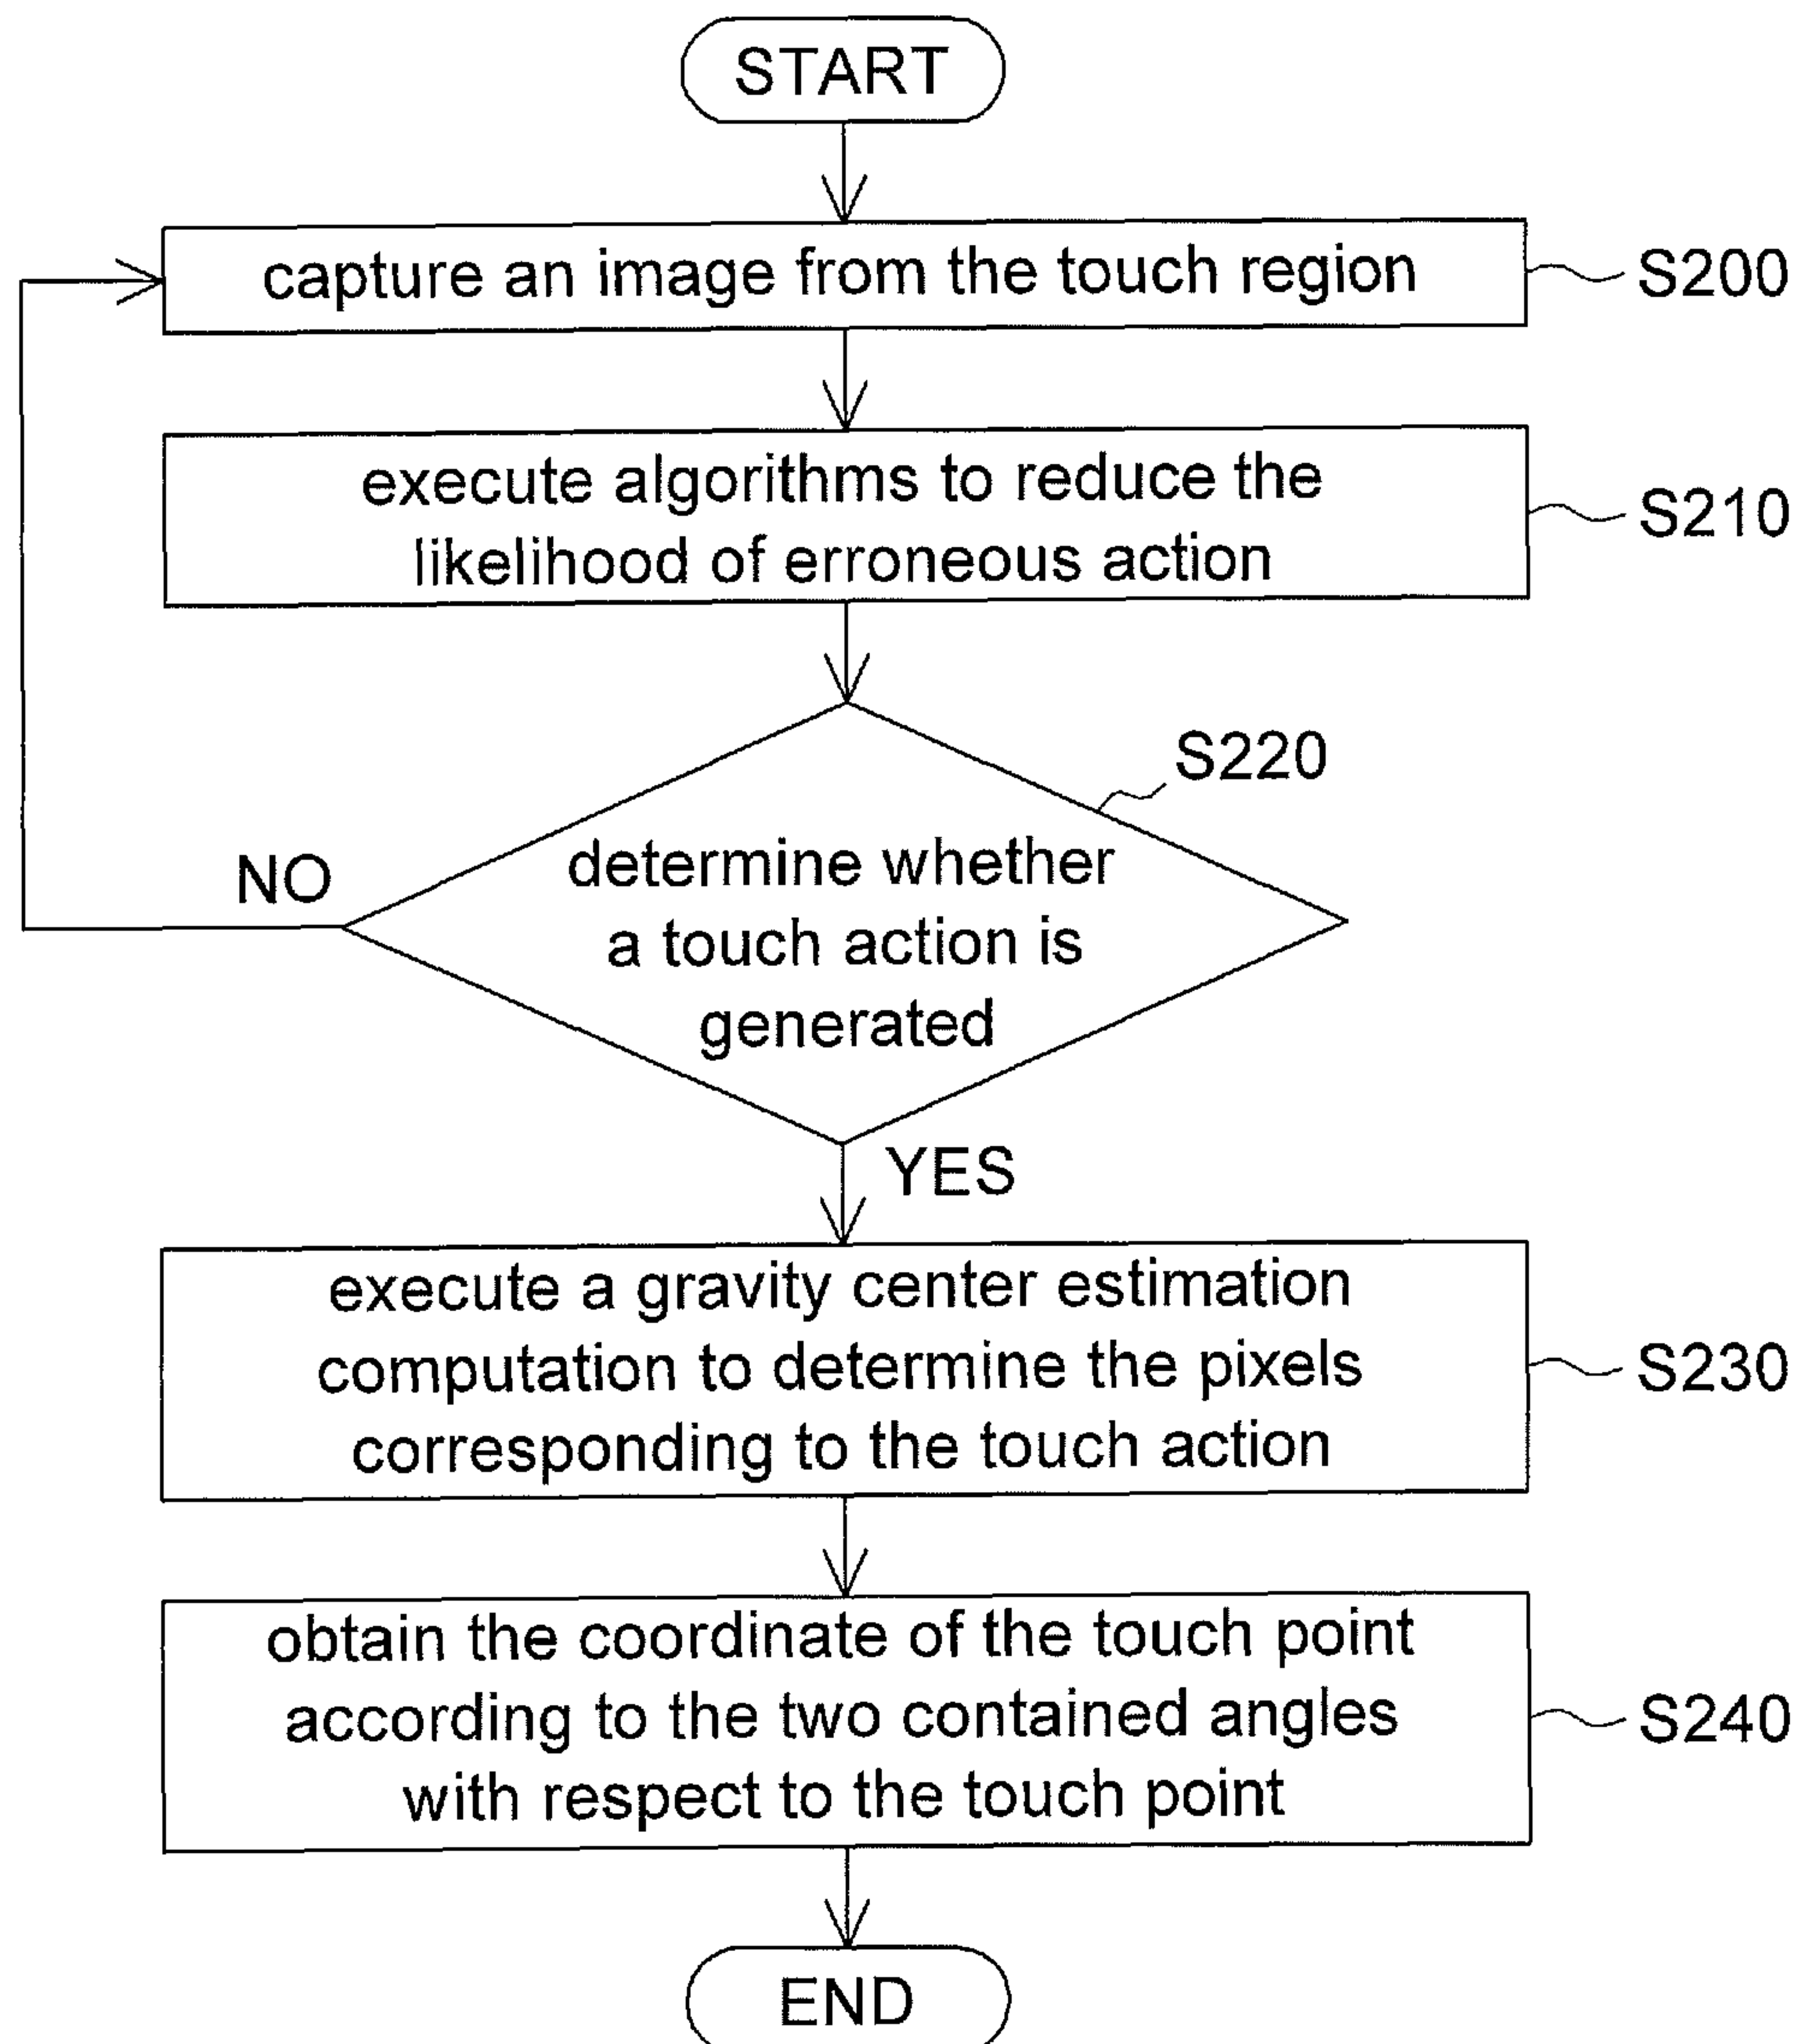 START
capture an image from the touch region
S200
execute algorithms to reduce the
likelihood of erroneous action
S210
S220
determine whether
a touch action is
generated
NO
YES
execute a gravity center estimation
computation to determine the pixels
corresponding to the touch action
S230
obtain the coordinate of the touch point
according to the two contained angles
with respect to the touch point
S240
END